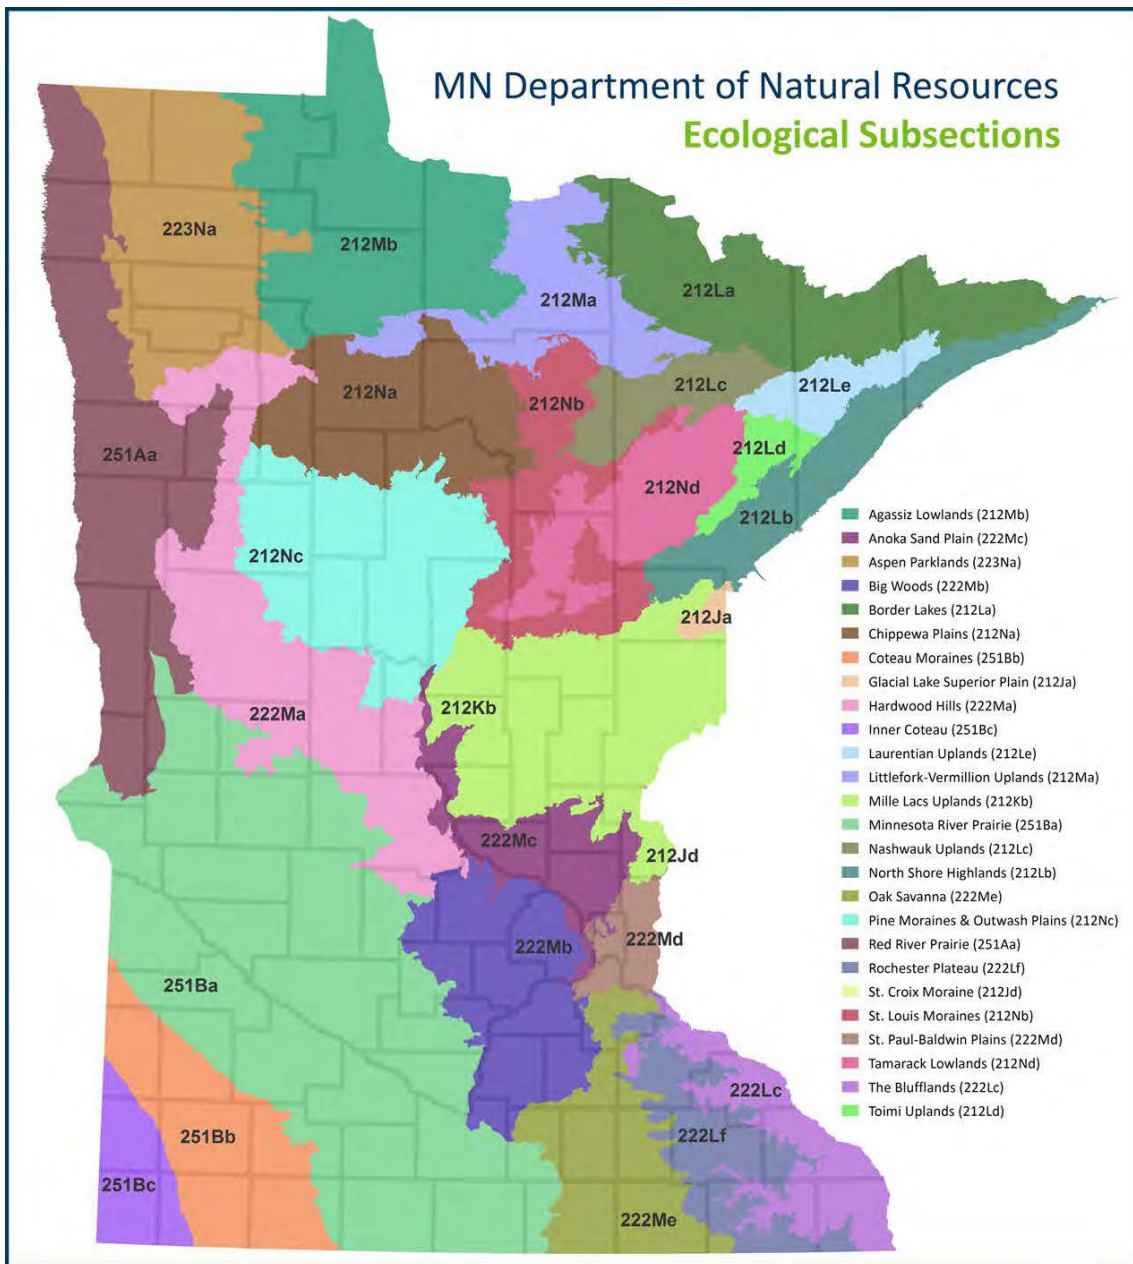 MN Department of Natural Resources
Ecological Subsections
223Na
212Mb
212La
212Ma
212Le
212Lc
212Na
212Nb
212Ld
251Aa
212Nd
212Lb
212Nc
212Ja
212Kb
222Ma
222Mc
212Jd
222Md
222Mb
251Ba
222Lc
251Bb
222Lf
251Bc
222Me
Agassiz Lowlands (212Mb)
Anoka Sand Plain (222Mc)
Aspen Parklands (223Na)
Big Woods (222Mb)
Border Lakes (212La)
Chippewa Plains (212Na)
Coteau Moraines (251Bb)
Glacial Lake Superior Plain (212Ja)
Hardwood Hills (222Ma)
Inner Coteau (251Bc)
Laurentian Uplands (212Le)
Littlefork-Vermillion Uplands (212Ma)
Mille Lacs Uplands (212Kb)
Minnesota River Prairie (251Ba)
Nashwauk Uplands (212Lc)
North Shore Highlands (212Lb)
Oak Savanna (222Me)
Pine Moraines & Outwash Plains (212Nc)
Red River Prairie (251Aa)
Rochester Plateau (222Lf)
St. Croix Moraine (212Jd)
St. Louis Moraines (212Nb)
St. Paul-Baldwin Plains (222Md)
Tamarack Lowlands (212Nd)
The Blufflands (222Lc)
Toimi Uplands (212Ld)